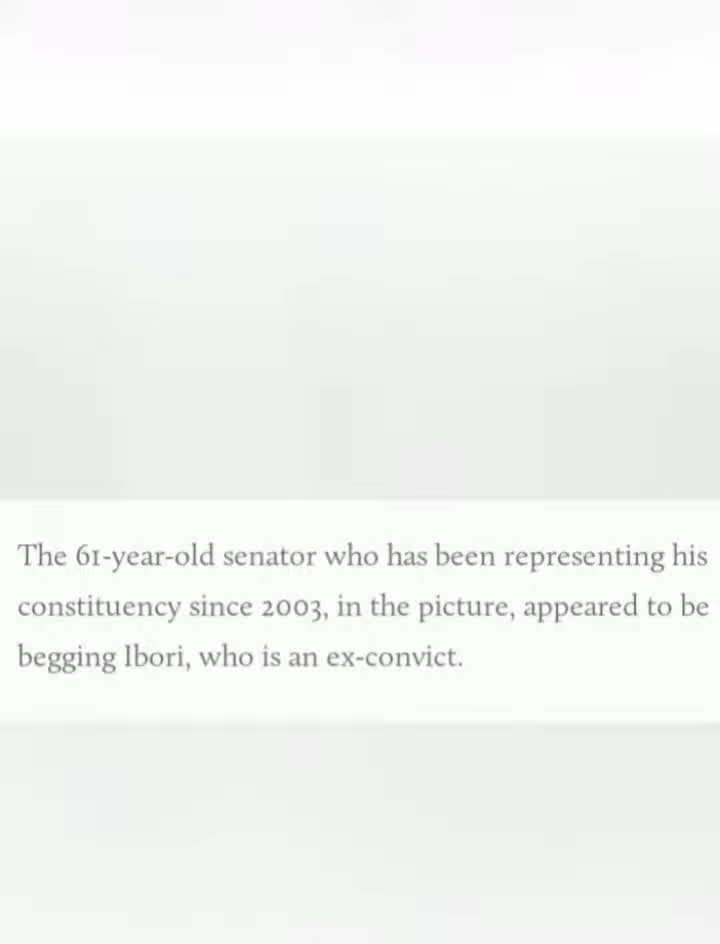 The 61-year-old senator who has been representing his
constituency since 2003, in the picture, appeared to be
begging Ibori, who is an ex-convict.